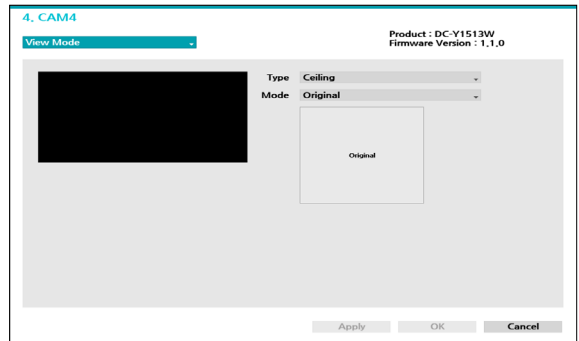 4. CAM4
View Mode
Product : DC-Y1513W
Firmware Version : 1.1.0
Type Ceiling
Mode Original
Original
Apply OK Cancel